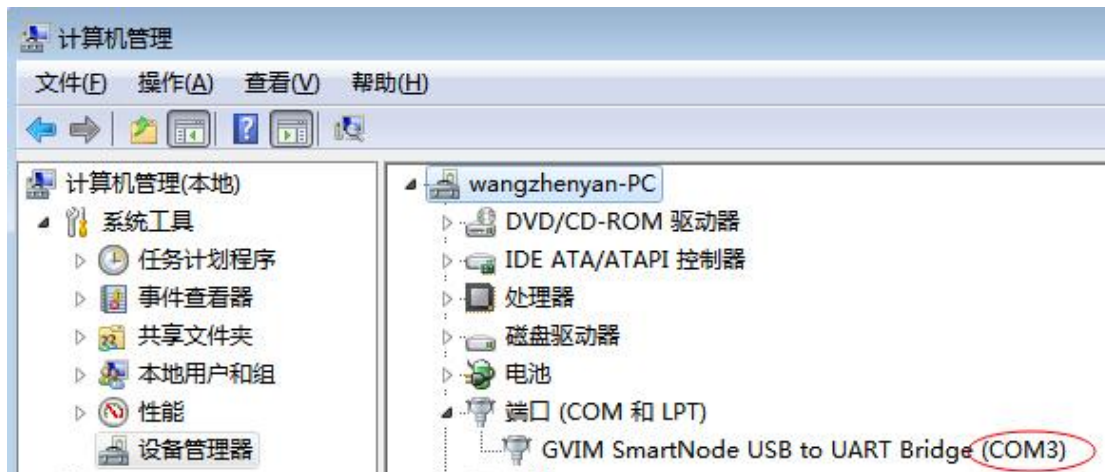 计算机管理
文件(F) 操作(A) 查看(V) 帮助(H)
计算机管理(本地)
系统工具
任务计划程序
事件查看器
共享文件夹
本地用户和组
性能
设备管理器
wangzhenyan-PC
DVD/CD-ROM 驱动器
IDE ATA/ATAPI 控制器
处理器
磁盘驱动器
电池
端口 (COM 和 LPT)
GVIM SmartNode USB to UART Bridge (COM3)